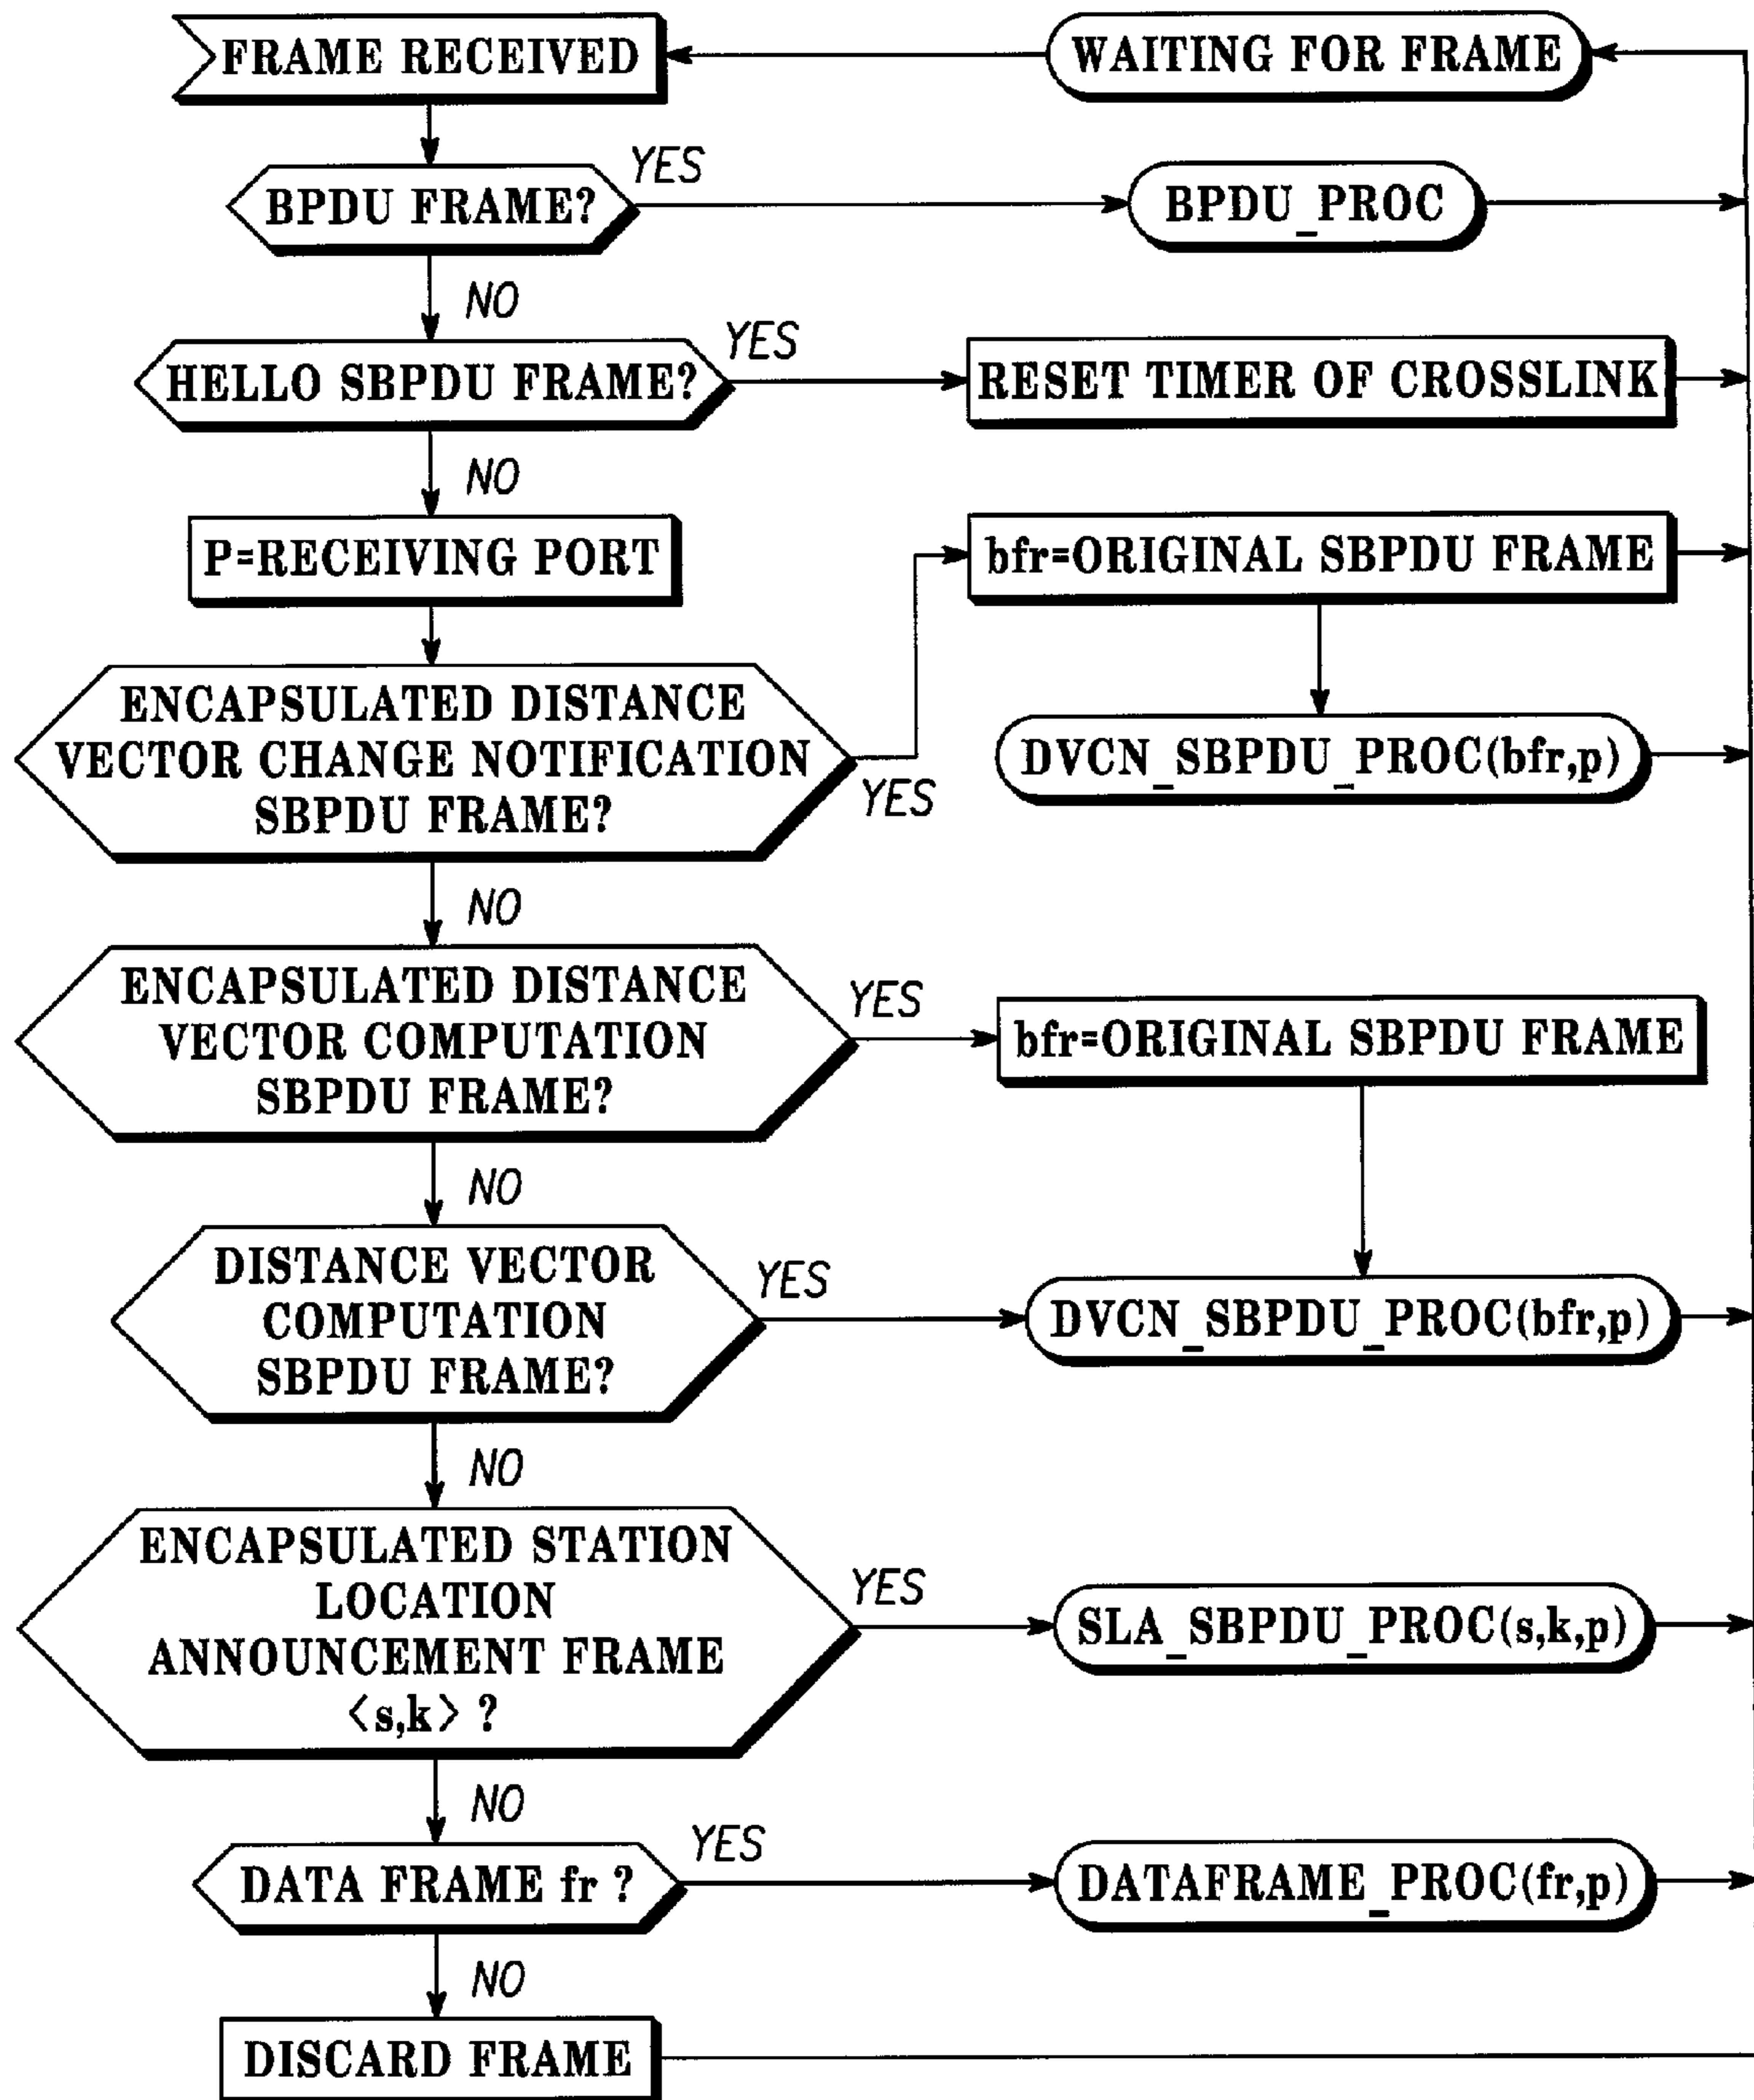 FRAME RECEIVED
WAITING FOR FRAME
BPDU FRAME?
YES
BPDU_PROC
NO
HELLO SBPDU FRAME?
YES
RESET TIMER OF CROSSLINK
NO
P=RECEIVING PORT
bfr=ORIGINAL SBPDU FRAME
ENCAPSULATED DISTANCE
VECTOR CHANGE NOTIFICATION
SBPDU FRAME?
YES
DVCN_SBPDU_PROC(bfr,p)
NO
ENCAPSULATED DISTANCE
VECTOR COMPUTATION
SBPDU FRAME?
YES
bfr=ORIGINAL SBPDU FRAME
NO
DISTANCE VECTOR
COMPUTATION
SBPDU FRAME?
YES
DVCN_SBPDU_PROC(bfr,p)
NO
ENCAPSULATED STATION
LOCATION
ANNOUNCEMENT FRAME
<s,k> ?
YES
SLA_SBPDU_PROC(s,k,p)
NO
DATA FRAME fr ?
YES
DATAFRAME_PROC(fr,p)
NO
DISCARD FRAME